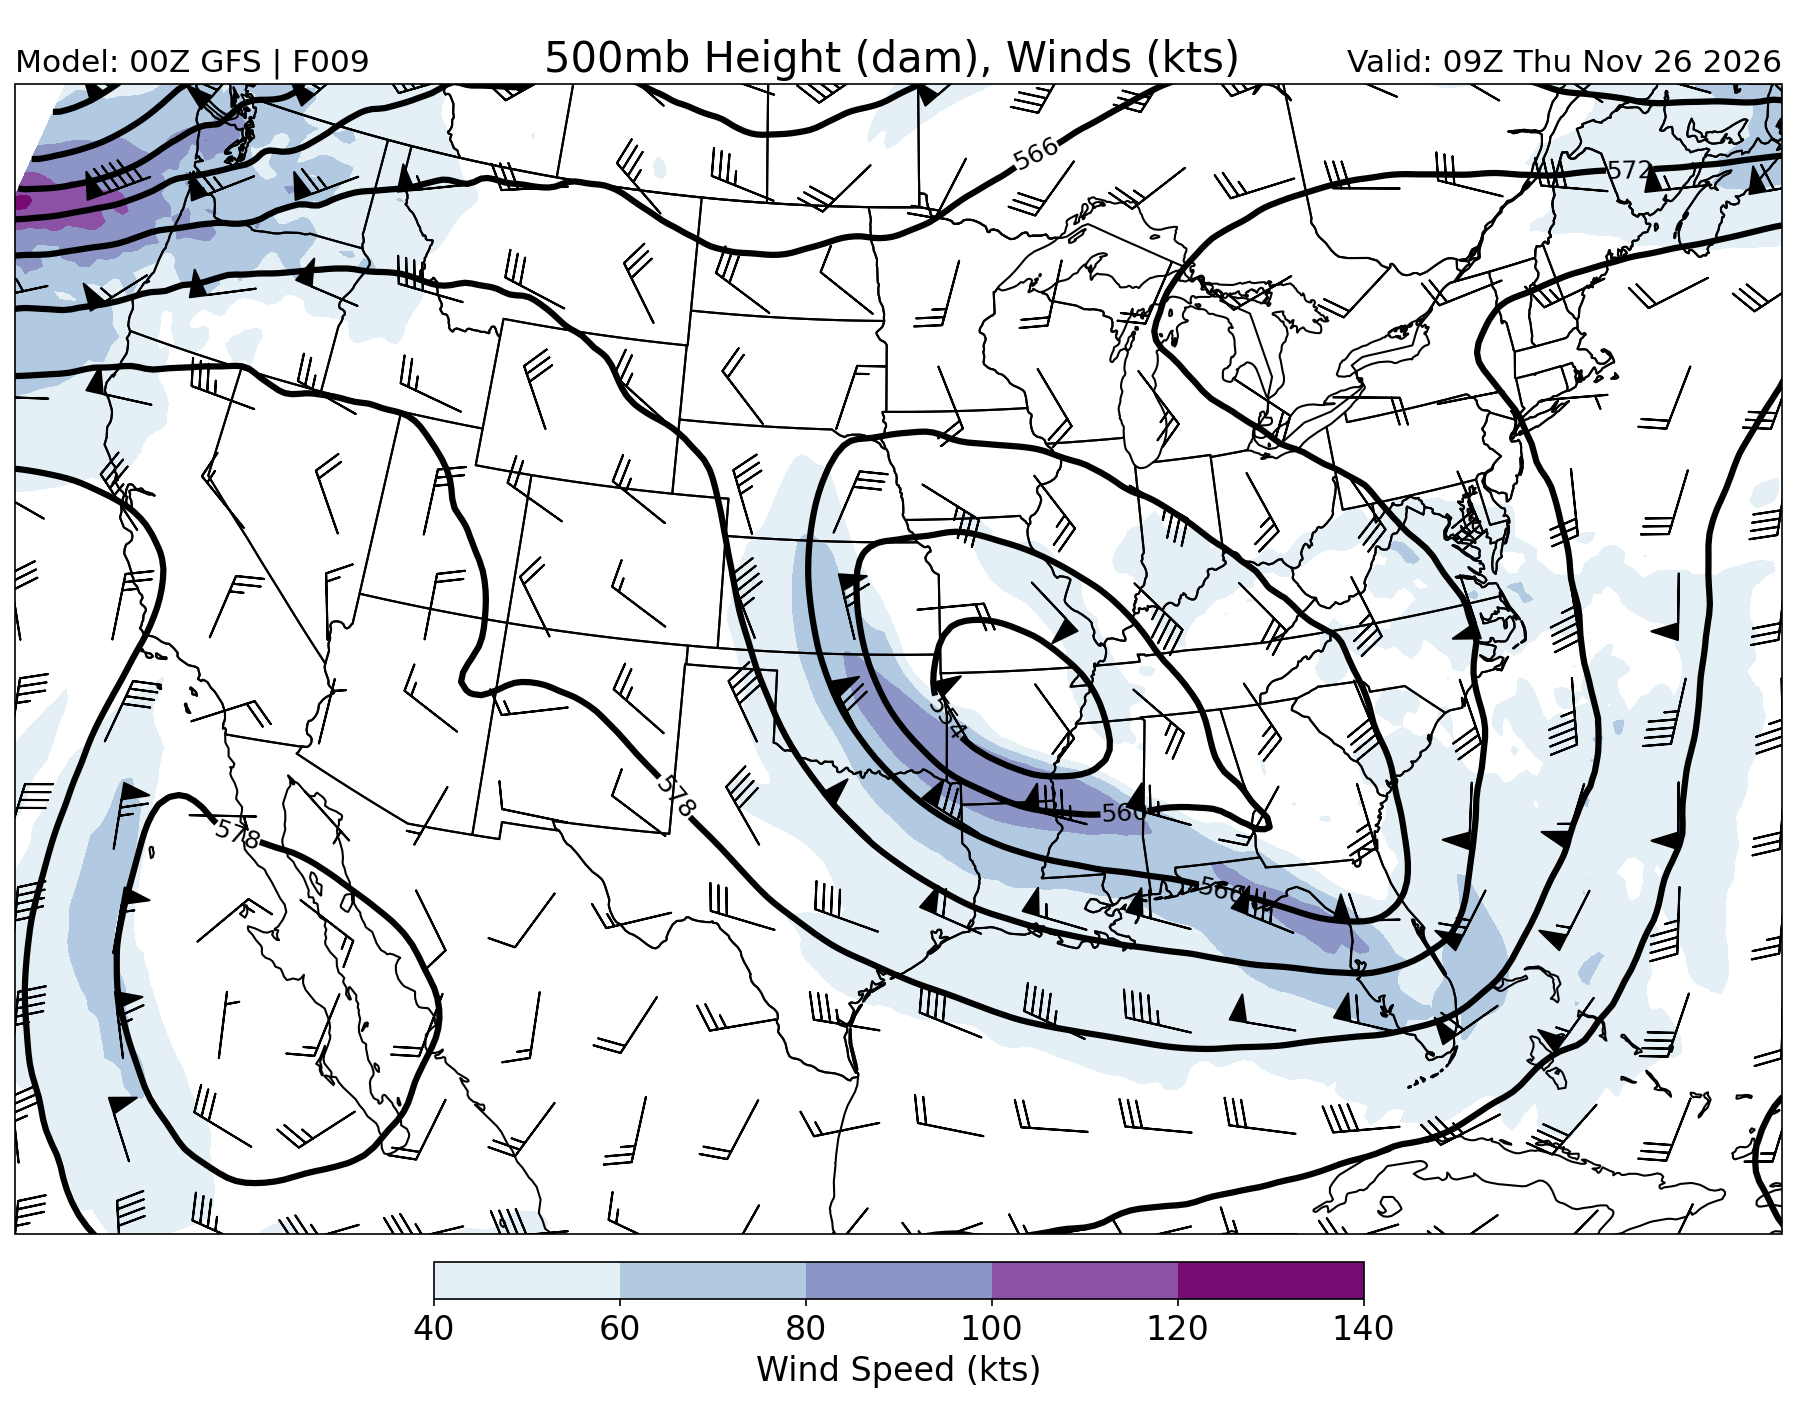 Model: 00Z GFS | F009
500mb Height (dam), Winds (kts)
Valid: 09Z Thu Nov 26 2026
566
572
554
578
560
578
566
40 60 80 100 120 140
Wind Speed (kts)